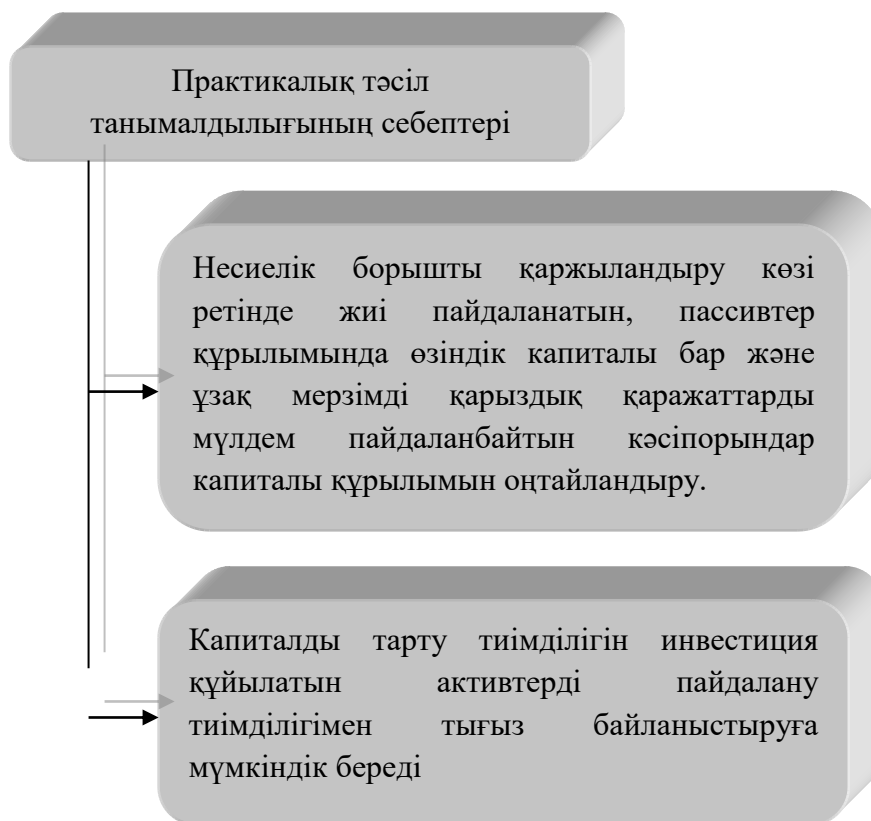 Практикалық тәсіл
танымалдылығының себептері
Несиелік борышты қаржыландыру көзі
ретінде жиі пайдаланатын, пассивтер
құрылымында өзіндік капиталы бар және
ұзақ мерзімді қарыздық қаражаттарды
мүлдем пайдаланбайтын кәсіпорындар
капиталы құрылымын оңтайландыру.
Капиталды тарту тиімділігін инвестиция
құйылатын активтерді пайдалану
тиімділігімен тығыз байланыстыруға
мүмкіндік береді